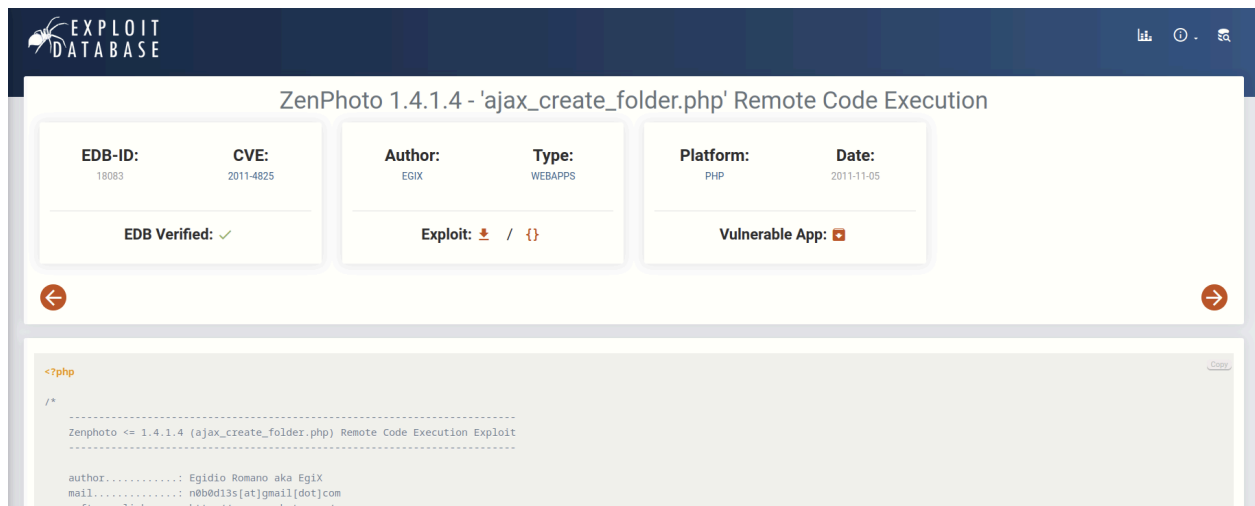 EXPLOIT
DATABASE
ZenPhoto 1.4.1.4 - 'ajax_create_folder.php' Remote Code Execution
EDB-ID:
18083
CVE:
2011-4825
Author:
EGIX
Type:
WEBAPPS
Platform:
PHP
Date:
2011-11-05
EDB Verified:
Exploit: / {}
Vulnerable App:
Copy
<?php
/*
--------------------------------------------------------------------------
Zenphoto <= 1.4.1.4 (ajax_create_folder.php) Remote Code Execution Exploit
--------------------------------------------------------------------------
author............: Egidio Romano aka EgiX
mail..............: n0b0d13s[at]gmail[dot]com